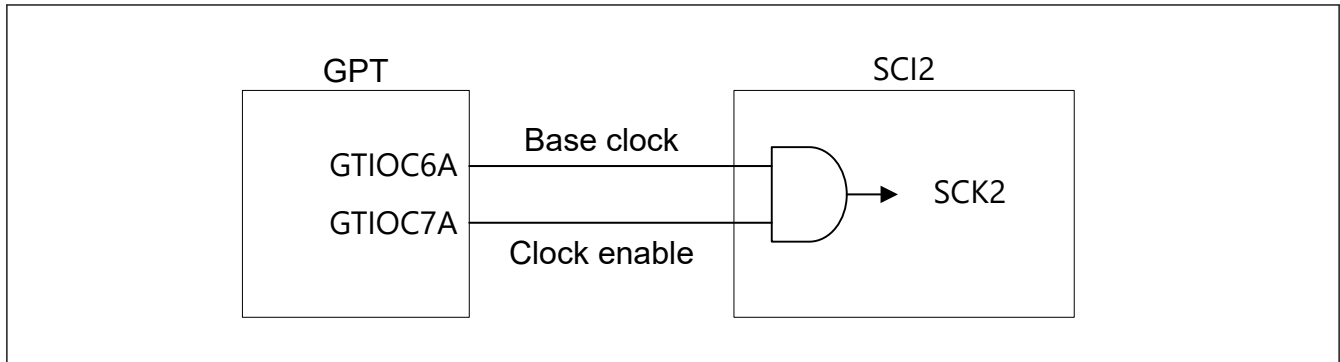 GPT
SCI2
Base clock
GTIOC6A
SCK2
GTIOC7A
Clock enable